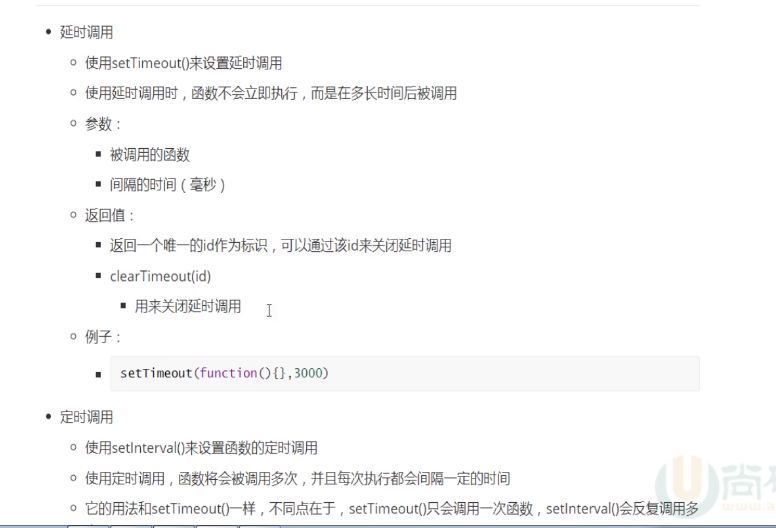 延时调用
使用setTimeout()来设置延时调用
使用延时调用时，函数不会立即执行，而是在多长时间后被调用
参数：
被调用的函数
间隔的时间（毫秒）
返回值：
返回一个唯一的id作为标识，可以通过该id来关闭延时调用
clearTimeout(id)
用来关闭延时调用
例子：
setTimeout(function(){},3000)
定时调用
使用setInterval()来设置函数的定时调用
使用定时调用，函数将会被调用多次，并且每次执行都会间隔一定的时间
它的用法和setTimeout()一样，不同点在于，setTimeout()只会调用一次函数，setInterval()会反复调用多
尚